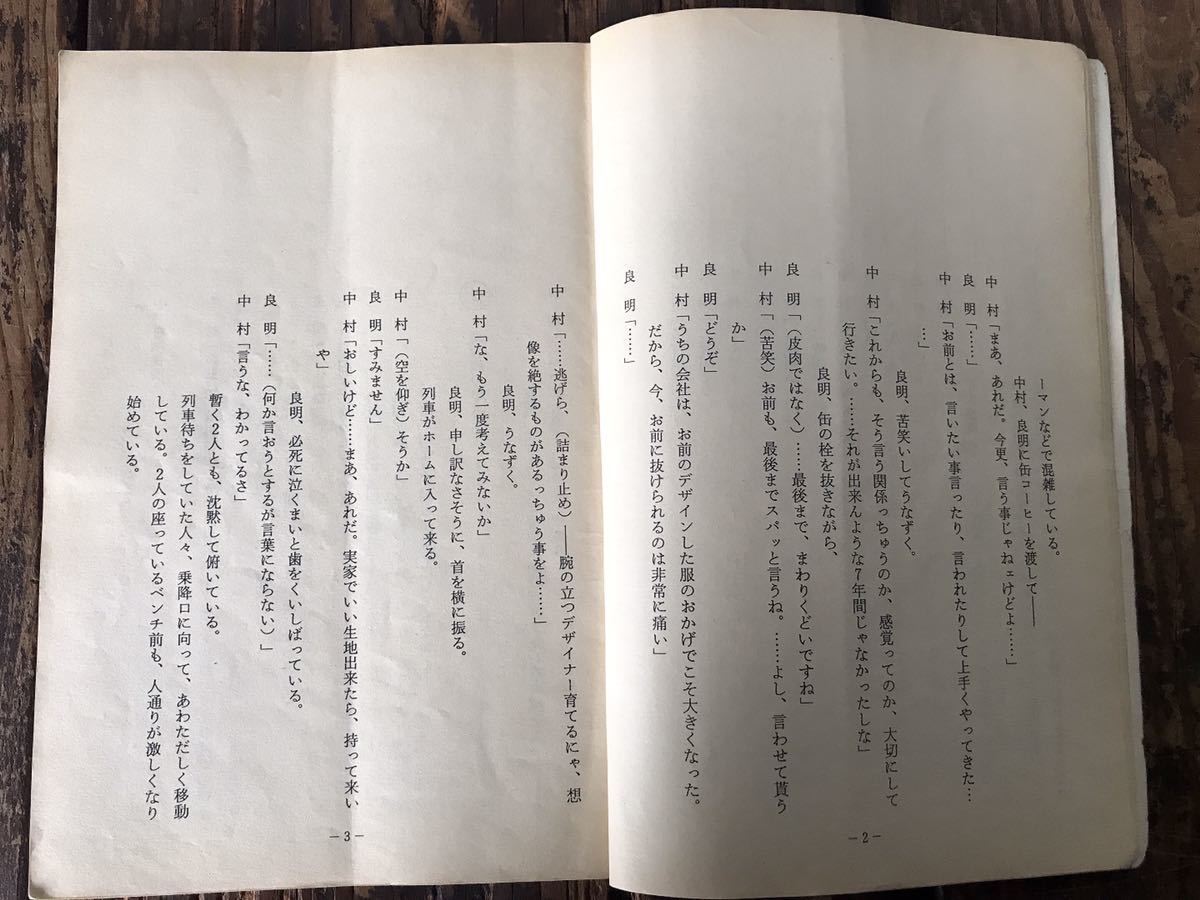 ーマンなどで混雑している。
中村、良明に缶コーヒーを渡して――
中　村「まあ、あれだ。今更、言う事じゃねェけどよ……」
良　明「……」
中　村「お前とは、言いたい事言ったり、言われたりして上手くやってきた…
…」
良明、苦笑いしてうなずく。
中　村「これからも、そう言う関係っちゅうのか、感覚ってのか、大切にして
行きたい。……それが出来んような7年間じゃなかったしな」
良明、缶の栓を抜きながら、
良　明「（皮肉ではなく）……最後まで、まわりくどいですね」
中　村「（苦笑）お前も、最後までスパッと言うね。……よし、言わせて貰う
か」
良　明「どうぞ」
中　村「うちの会社は、お前のデザインした服のおかげでこそ大きくなった。
だから、今、お前に抜けられるのは非常に痛い」
良　明「……」
－2－
中　村「……逃げら、（詰まり止め）――腕の立つデザイナー育てるにゃ、想
像を絶するものがあるっちゅう事をよ……」
良明、うなずく。
中　村「な、もう一度考えてみないか」
良明、申し訳なさそうに、首を横に振る。
列車がホームに入って来る。
中　村「（空を仰ぎ）そうか」
良　明「すみません」
中　村「おしいけど……まあ、あれだ。実家でいい生地出来たら、持って来い
や」
良明、必死に泣くまいと歯をくいしばっている。
良　明「……（何か言おうとするが言葉にならない）」
中　村「言うな、わかってるさ」
暫く2人とも、沈黙して俯いている。
列車待ちをしていた人々、乗降口に向って、あわただしく移動
している。2人の座っているベンチ前も、人通りが激しくなり
始めている。
－3－